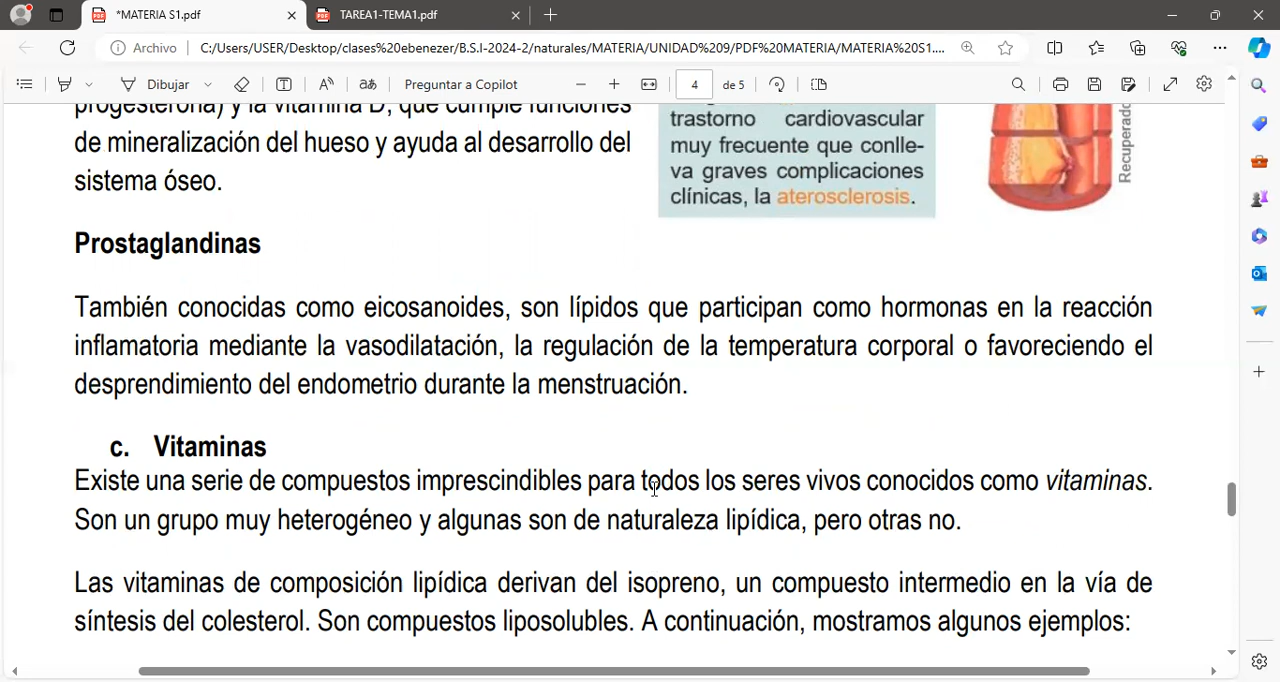 *MATERIA S1.pdf
TAREA1-TEMA1.pdf
Archivo
C:/Users/USER/Desktop/clases%20ebenezer/B.S.I-2024-2/naturales/MATERIA/UNIDAD%209/PDF%20MATERIA/MATERIA%20S1....
Dibujar
Preguntar a Copilot
4
de 5
progesterona) y la vitamina D, que cumple funciones
de mineralización del hueso y ayuda al desarrollo del
sistema óseo.
trastorno cardiovascular
muy frecuente que conlle-
va graves complicaciones
clínicas, la aterosclerosis.
Recuperado
Prostaglandinas
También conocidas como eicosanoides, son lípidos que participan como hormonas en la reacción
inflamatoria mediante la vasodilatación, la regulación de la temperatura corporal o favoreciendo el
desprendimiento del endometrio durante la menstruación.
c. Vitaminas
Existe una serie de compuestos imprescindibles para todos los seres vivos conocidos como vitaminas.
Son un grupo muy heterogéneo y algunas son de naturaleza lipídica, pero otras no.
Las vitaminas de composición lipídica derivan del isopreno, un compuesto intermedio en la vía de
síntesis del colesterol. Son compuestos liposolubles. A continuación, mostramos algunos ejemplos: